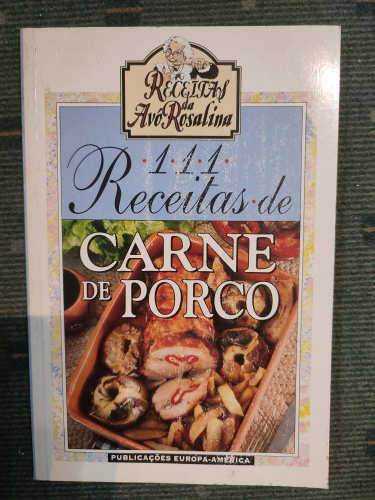 RECEITAS
da
Avó Rosalina
·1·1·1·
Receitas·de
CARNE
DE PORCO
PUBLICAÇÕES EUROPA-AMÉRICA